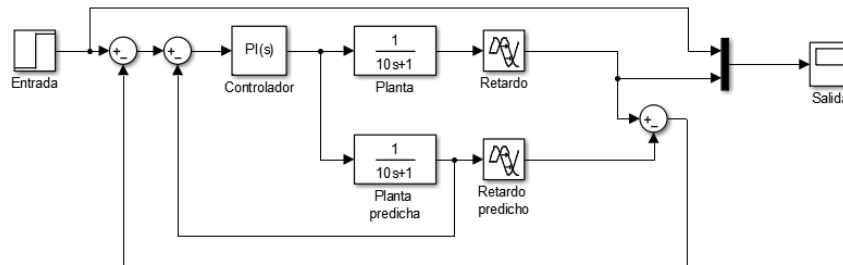 Entrada
+
−
+
−
PI(s)
Controlador
1
10s+1
Planta
Retardo
Salida
+
−
1
10s+1
Planta
predicha
Retardo
predicho